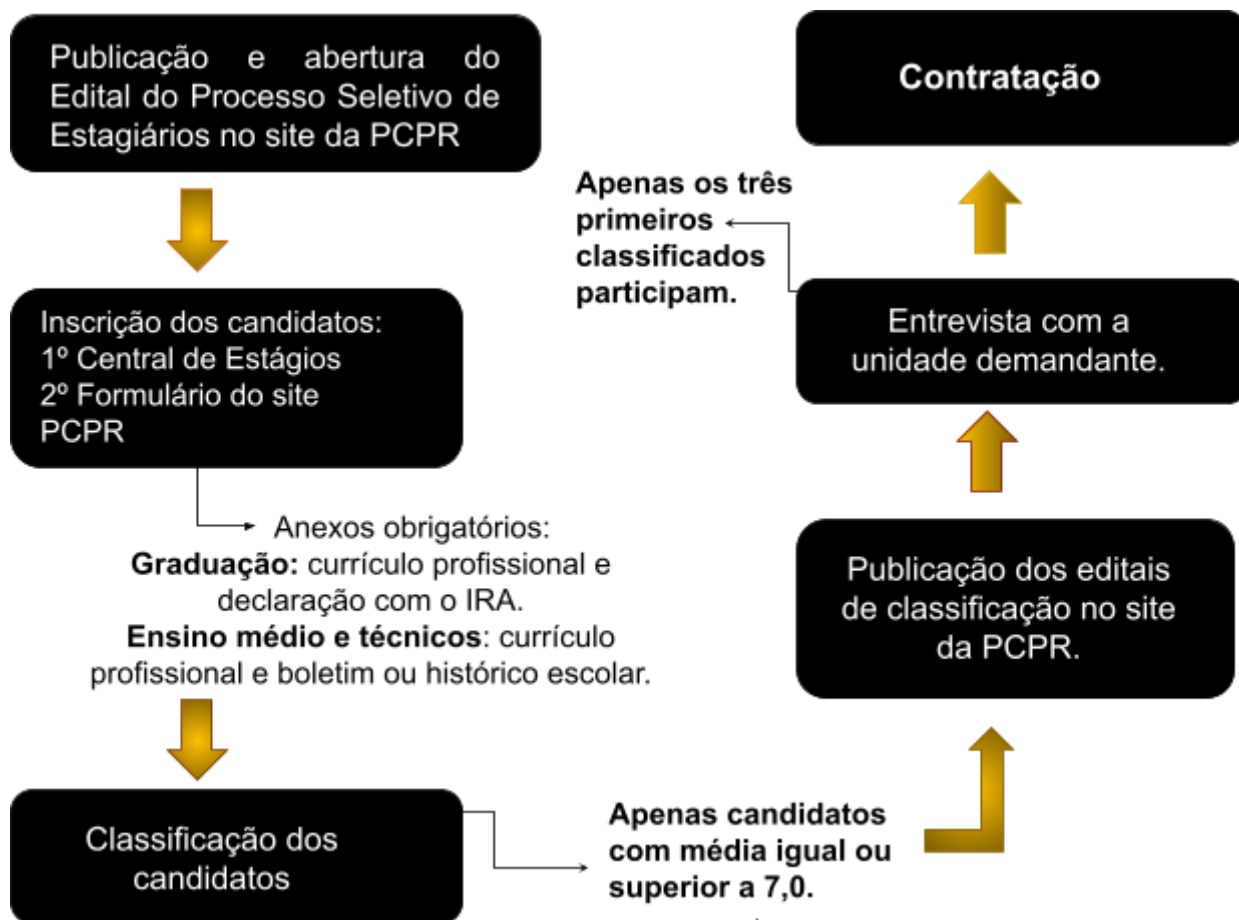 Publicação e abertura do
Edital do Processo Seletivo de
Estagiários no site da PCPR
Inscrição dos candidatos:
1º Central de Estágios
2º Formulário do site
PCPR
Anexos obrigatórios:
Graduação: currículo profissional e
declaração com o IRA.
Ensino médio e técnicos: currículo
profissional e boletim ou histórico escolar.
Classificação dos
candidatos
Apenas candidatos
com média igual ou
superior a 7,0.
Publicação dos editais
de classificação no site
da PCPR.
Entrevista com a
unidade demandante.
Apenas os três
primeiros
classificados
participam.
Contratação